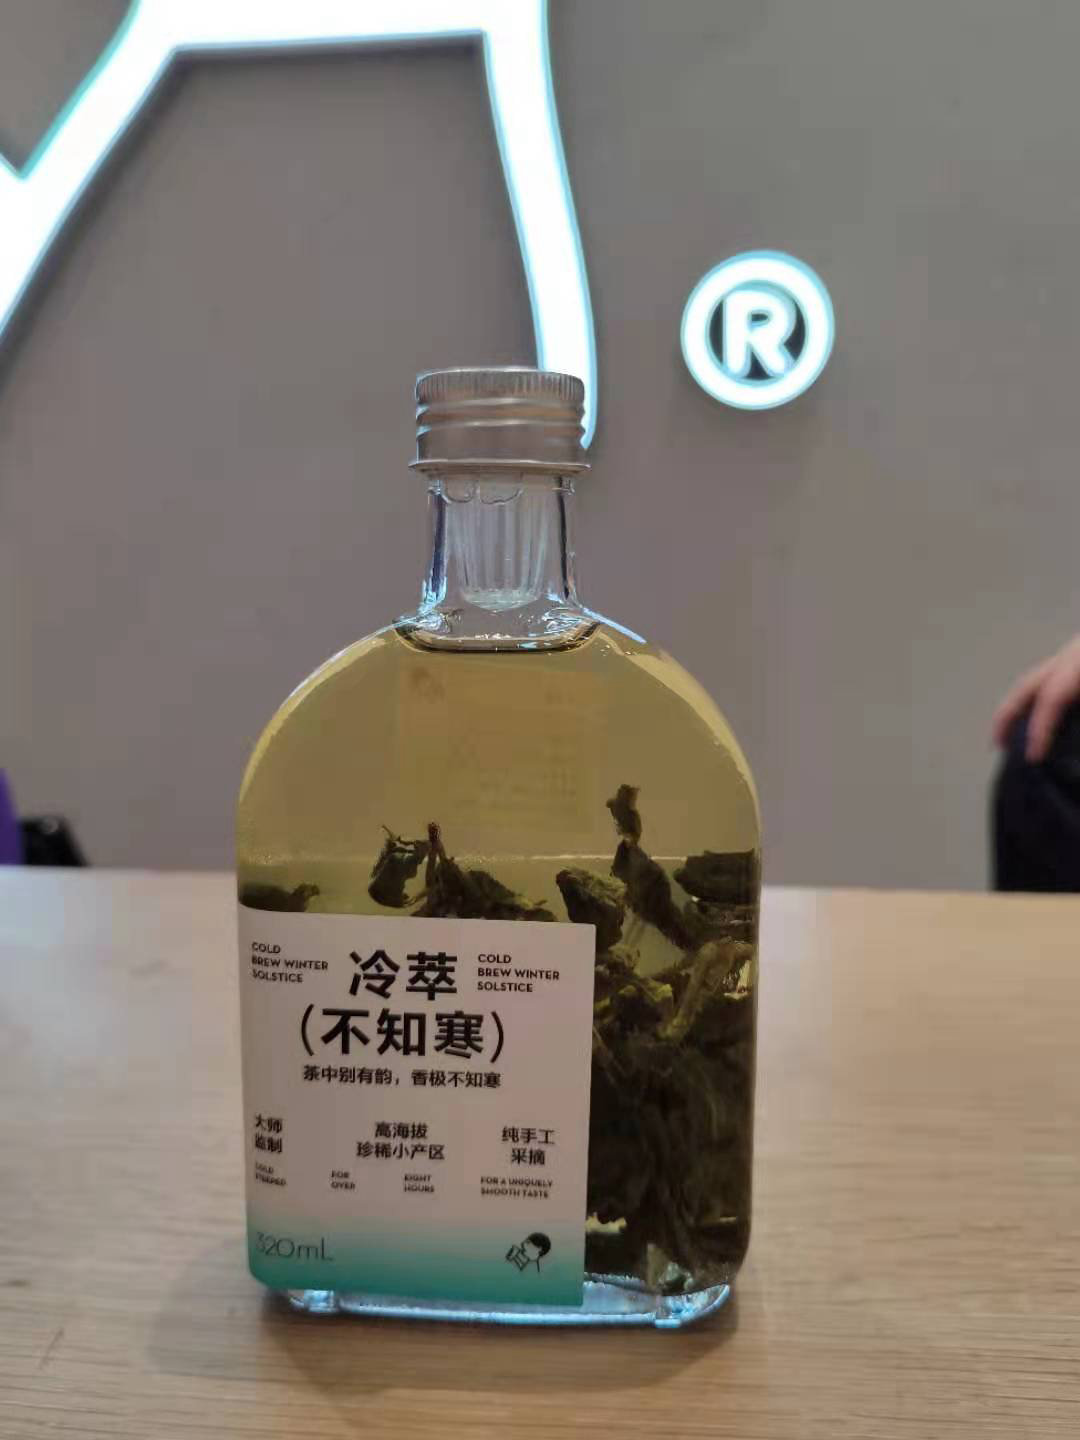 ®
COLD
BREW WINTER
SOLSTICE
冷萃
COLD
BREW WINTER
SOLSTICE
(不知寒)
茶中别有韵，香极不知寒
大师
监制
高海拔
珍稀小产区
纯手工
采摘
COLD
STEEPED
FOR
OVER
EIGHT
HOURS
FOR A UNIQUELY
SMOOTH TASTE
320mL